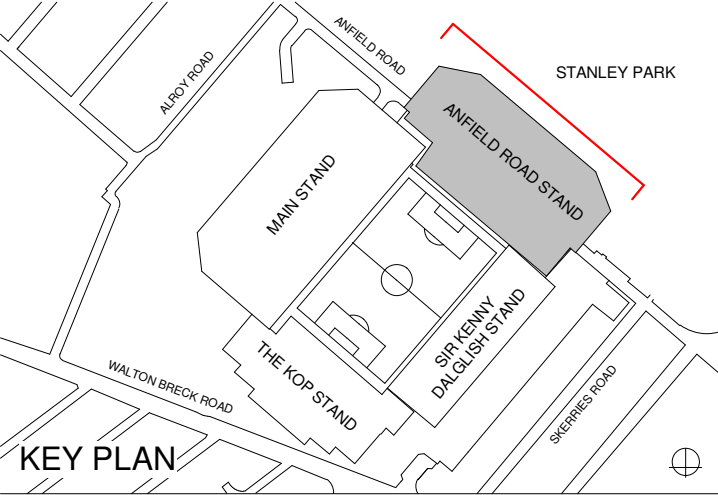 ANFIELD ROAD
STANLEY PARK
ALROY ROAD
ANFIELD ROAD STAND
MAIN STAND
SIR KENNY
DALGLISH STAND
THE KOP STAND
WALTON BRECK ROAD
SKERRIES ROAD
KEY PLAN